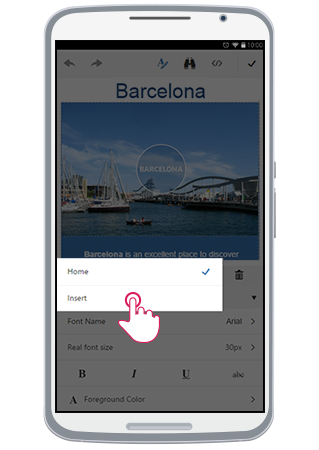 10:00
Barcelona
BARCELONA
Barcelona is an excellent place to discover
Home
Insert
Font Name Arial
Real font size 30px
B I U abc
A Foreground Color